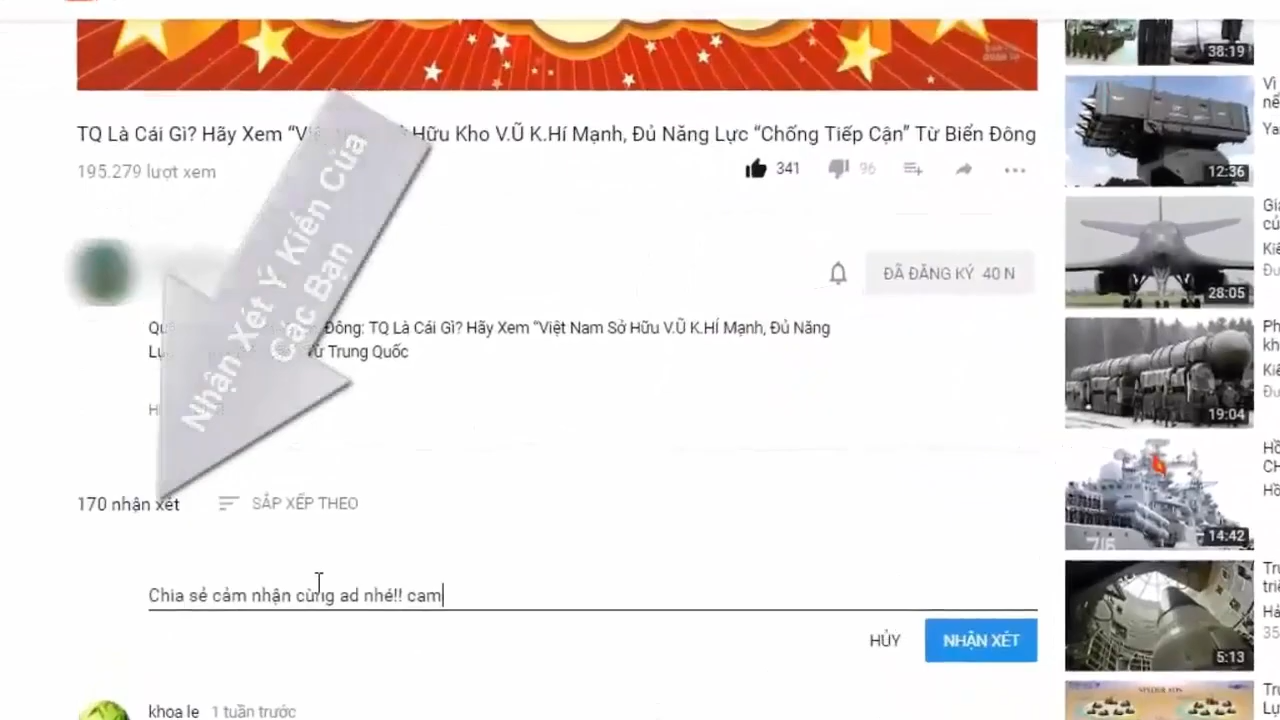 TQ Là Cái Gì? Hãy Xem “Việt Nam Sở Hữu Kho V.Ũ K.Hí Mạnh, Đủ Năng Lực “Chống Tiếp Cận” Từ Biển Đông
195.279 lượt xem
341
96
ĐÃ ĐĂNG KÝ 40 N
Nhận Xét Ý Kiến Của
Các Bạn
Đông: TQ Là Cái Gì? Hãy Xem “Việt Nam Sở Hữu V.Ũ K.HÍ Mạnh, Đủ Năng
Từ Trung Quốc
170 nhận xét
SẮP XẾP THEO
Chia sẻ cảm nhận cùng ad nhé!! cam
HỦY
NHẬN XÉT
khoa le 1 tuần trước
38:19
12:36
28:05
19:04
14:42
5:13